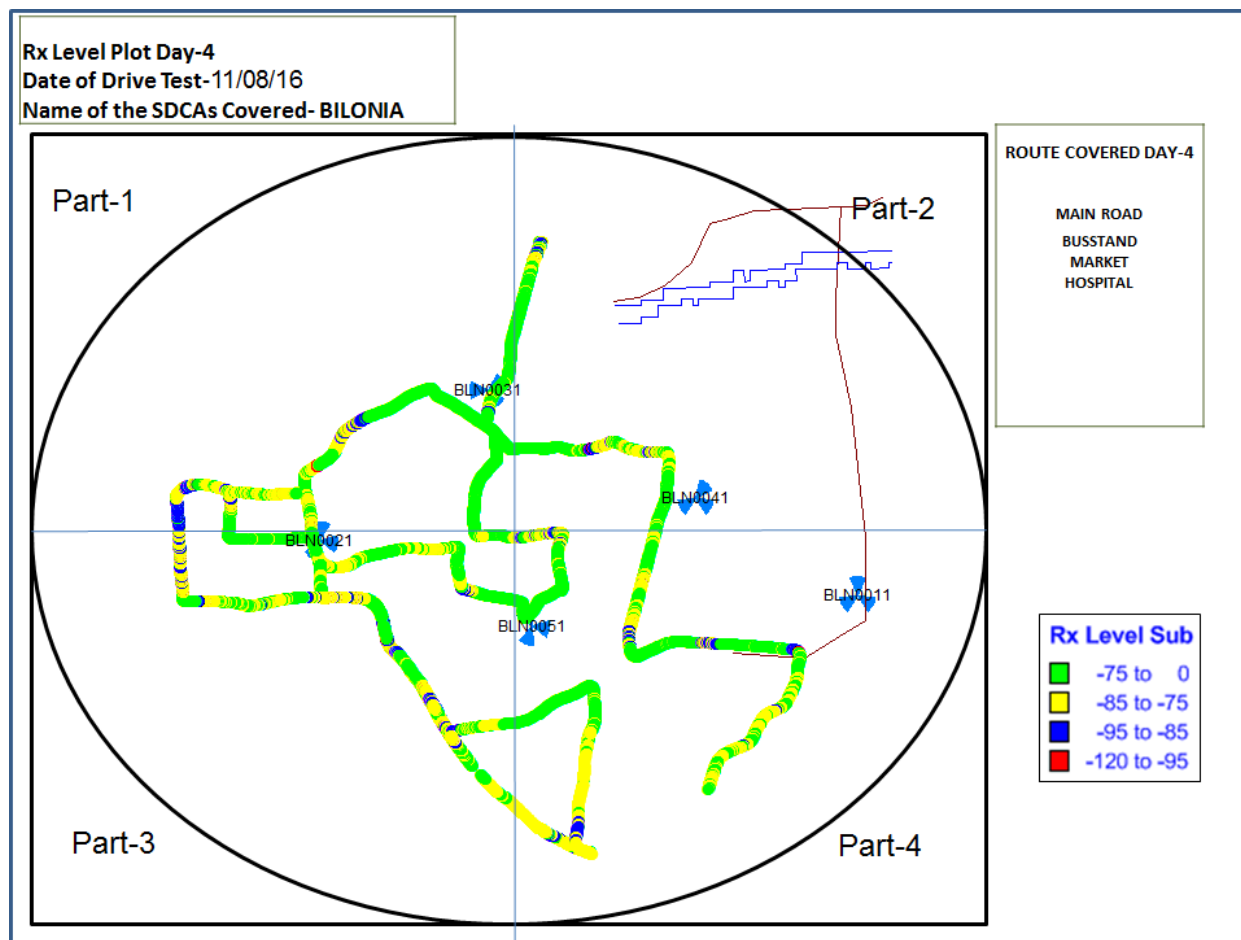 Rx Level Plot Day-4
Date of Drive Test-11/08/16
Name of the SDCAs Covered- BILONIA
Part-1
Part-2
ROUTE COVERED DAY-4
MAIN ROAD
BUSSTAND
MARKET
HOSPITAL
BLN0031
BLN0041
BLN0021
BLN0011
BLN0051
Rx Level Sub
-75 to 0
-85 to -75
-95 to -85
-120 to -95
Part-3
Part-4